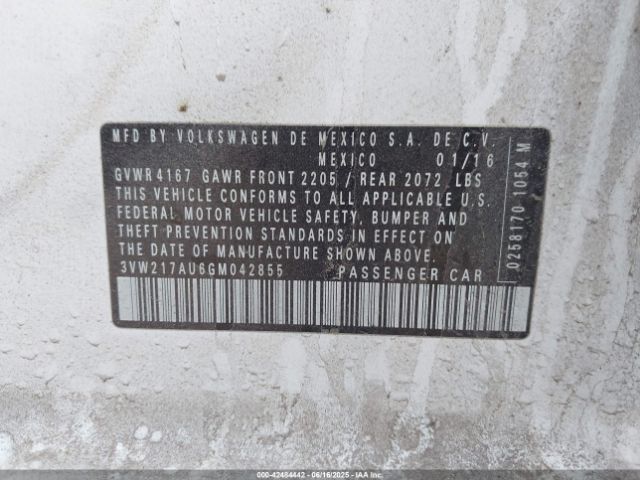 MFD BY VOLKSWAGEN DE MEXICO S.A. DE C.V.
MEXICO 01/16
GVWR 4167 GAWR FRONT 2205 / REAR 2072 LBS
THIS VEHICLE CONFORMS TO ALL APPLICABLE U.S.
FEDERAL MOTOR VEHICLE SAFETY, BUMPER AND
THEFT PREVENTION STANDARDS IN EFFECT ON
THE DATE OF MANUFACTURE SHOWN ABOVE.
3VW217AU6GM042855 PASSENGER CAR
0258170 1054 M
000-42484442 - 06/16/2025 - IAAI.COM